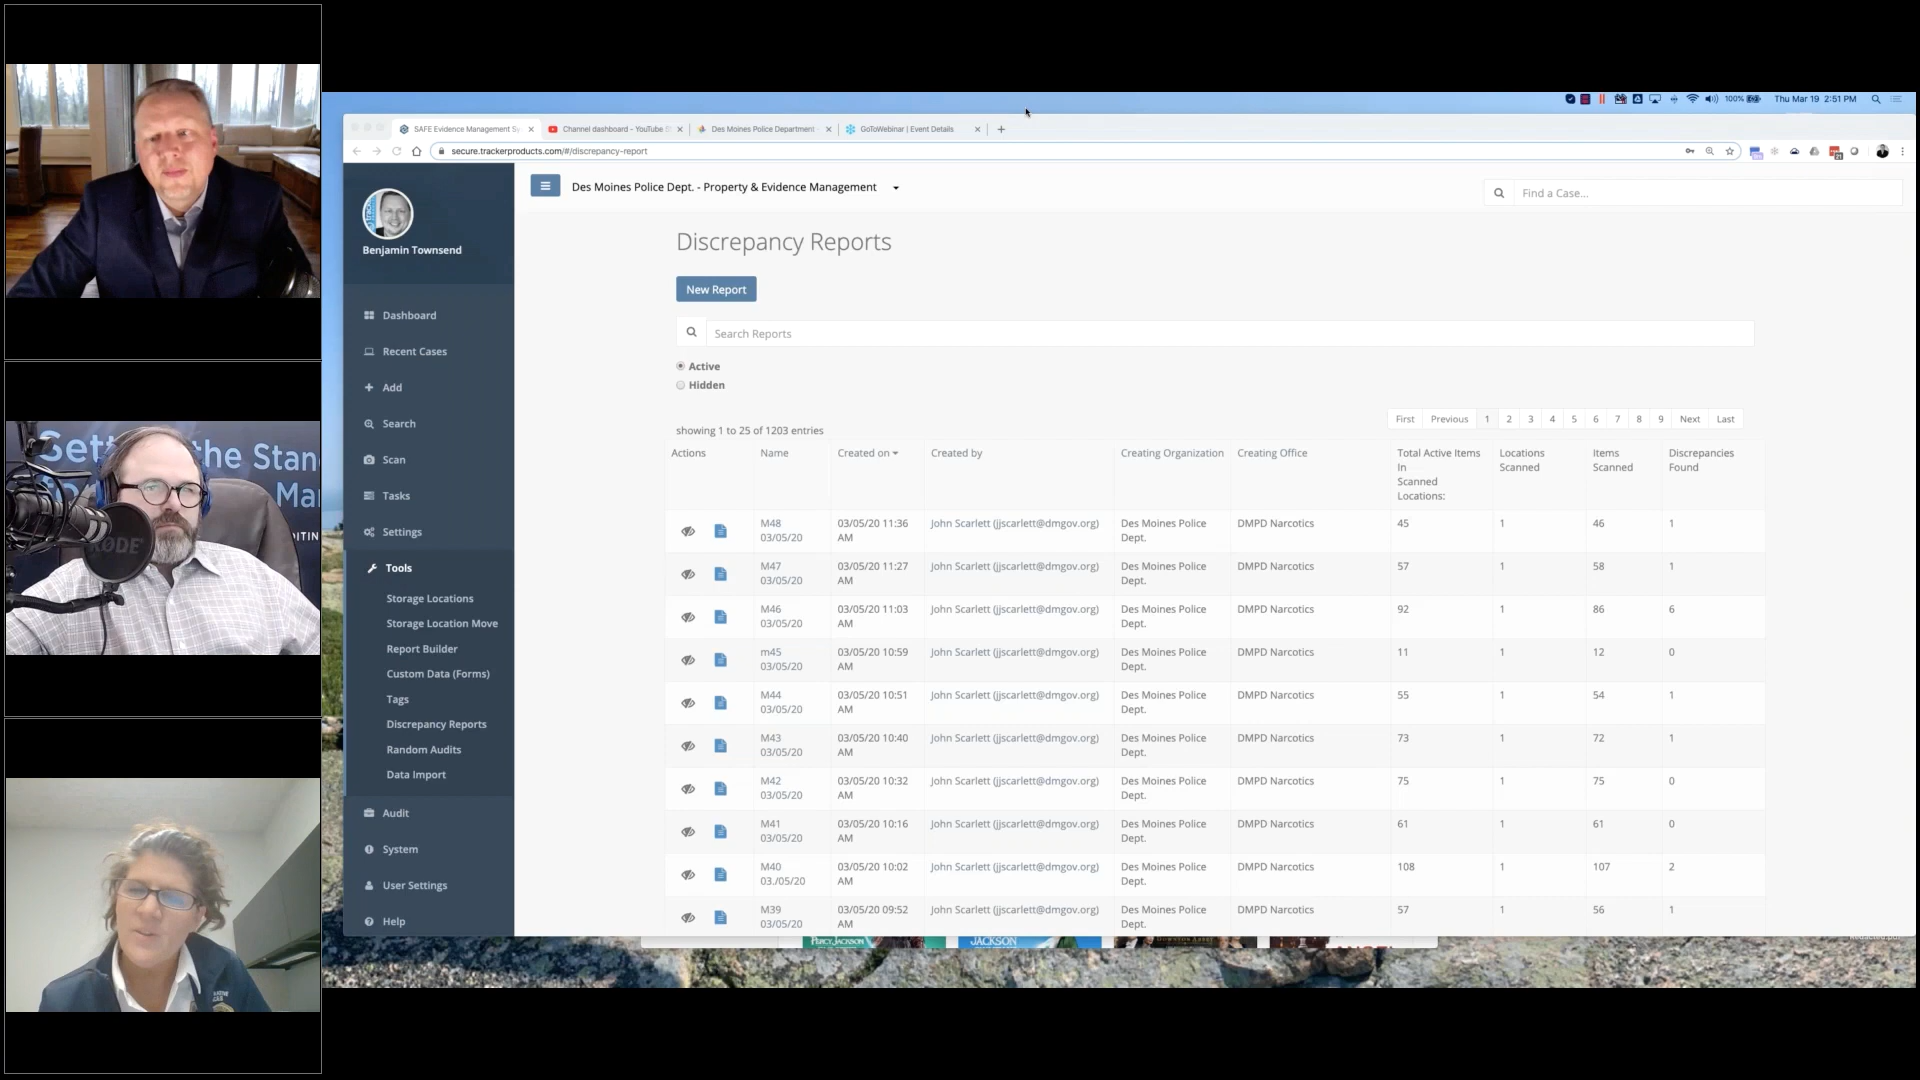 100%
Thu Mar 19 2:51 PM
SAFE Evidence Management Sy
Channel dashboard - YouTube
Des Moines Police Department -
GoToWebinar | Event Details
secure.trackerproducts.com/#/discrepancy-report
21
Des Moines Police Dept. - Property & Evidence Management
Find a Case...
Benjamin Townsend
Dashboard
Recent Cases
Add
Search
Scan
Tasks
Settings
Tools
Storage Locations
Storage Location Move
Report Builder
Custom Data (Forms)
Tags
Discrepancy Reports
Random Audits
Data Import
Audit
System
User Settings
Help
Discrepancy Reports
New Report
Search Reports
Active
Hidden
First Previous 1 2 3 4 5 6 7 8 9 Next Last
showing 1 to 25 of 1203 entries
Actions Name Created on Created by Creating Organization Creating Office Total Active Items In Scanned Locations: Locations Scanned Items Scanned Discrepancies Found
M48 03/05/20 03/05/20 11:36 AM John Scarlett (jjscarlett@dmgov.org) Des Moines Police Dept. DMPD Narcotics 45 1 46 1
M47 03/05/20 03/05/20 11:27 AM John Scarlett (jjscarlett@dmgov.org) Des Moines Police Dept. DMPD Narcotics 57 1 58 1
M46 03/05/20 03/05/20 11:03 AM John Scarlett (jjscarlett@dmgov.org) Des Moines Police Dept. DMPD Narcotics 92 1 86 6
m45 03/05/20 03/05/20 10:59 AM John Scarlett (jjscarlett@dmgov.org) Des Moines Police Dept. DMPD Narcotics 11 1 12 0
M44 03/05/20 03/05/20 10:51 AM John Scarlett (jjscarlett@dmgov.org) Des Moines Police Dept. DMPD Narcotics 55 1 54 1
M43 03/05/20 03/05/20 10:40 AM John Scarlett (jjscarlett@dmgov.org) Des Moines Police Dept. DMPD Narcotics 73 1 72 1
M42 03/05/20 03/05/20 10:32 AM John Scarlett (jjscarlett@dmgov.org) Des Moines Police Dept. DMPD Narcotics 75 1 75 0
M41 03/05/20 03/05/20 10:16 AM John Scarlett (jjscarlett@dmgov.org) Des Moines Police Dept. DMPD Narcotics 61 1 61 0
M40 03./05/20 03/05/20 10:02 AM John Scarlett (jjscarlett@dmgov.org) Des Moines Police Dept. DMPD Narcotics 108 1 107 2
M39 03/05/20 03/05/20 09:52 AM John Scarlett (jjscarlett@dmgov.org) Des Moines Police Dept. DMPD Narcotics 57 1 56 1
PERCY JACKSON
JACKSON
Sett he Stan
Ma
DITIN
RODE